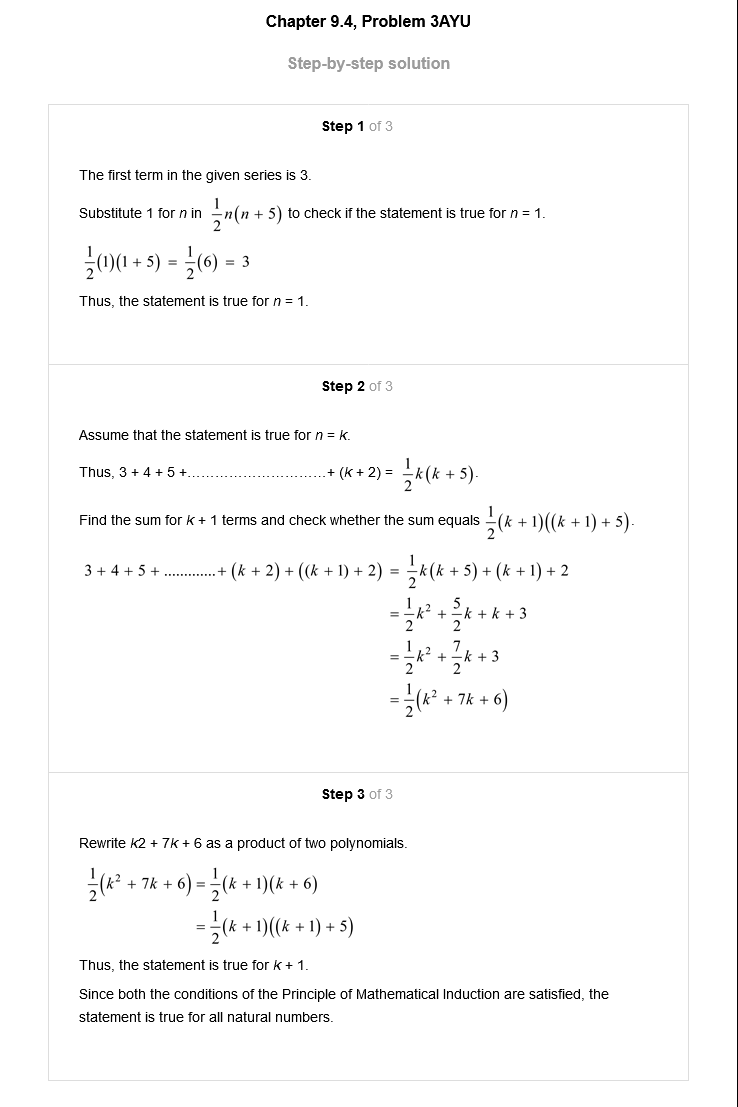 Chapter 9.4, Problem 3AYU
Step-by-step solution
Step 1 of 3
The first term in the given series is 3.
Substitute 1 for n in \frac{1}{2}n(n + 5) to check if the statement is true for n = 1.
\frac{1}{2}(1)(1 + 5) = \frac{1}{2}(6) = 3
Thus, the statement is true for n = 1.
Step 2 of 3
Assume that the statement is true for n = k.
Thus, 3 + 4 + 5 +............................+ (k + 2) = \frac{1}{2}k(k + 5).
Find the sum for k + 1 terms and check whether the sum equals \frac{1}{2}(k + 1)((k + 1) + 5).
3 + 4 + 5 + .............+ (k + 2) + ((k + 1) + 2) = \frac{1}{2}k(k + 5) + (k + 1) + 2
= \frac{1}{2}k² + \frac{5}{2}k + k + 3
= \frac{1}{2}k² + \frac{7}{2}k + 3
= \frac{1}{2}(k² + 7k + 6)
Step 3 of 3
Rewrite k2 + 7k + 6 as a product of two polynomials.
\frac{1}{2}(k² + 7k + 6) = \frac{1}{2}(k + 1)(k + 6)
= \frac{1}{2}(k + 1)((k + 1) + 5)
Thus, the statement is true for k + 1.
Since both the conditions of the Principle of Mathematical Induction are satisfied, the
statement is true for all natural numbers.